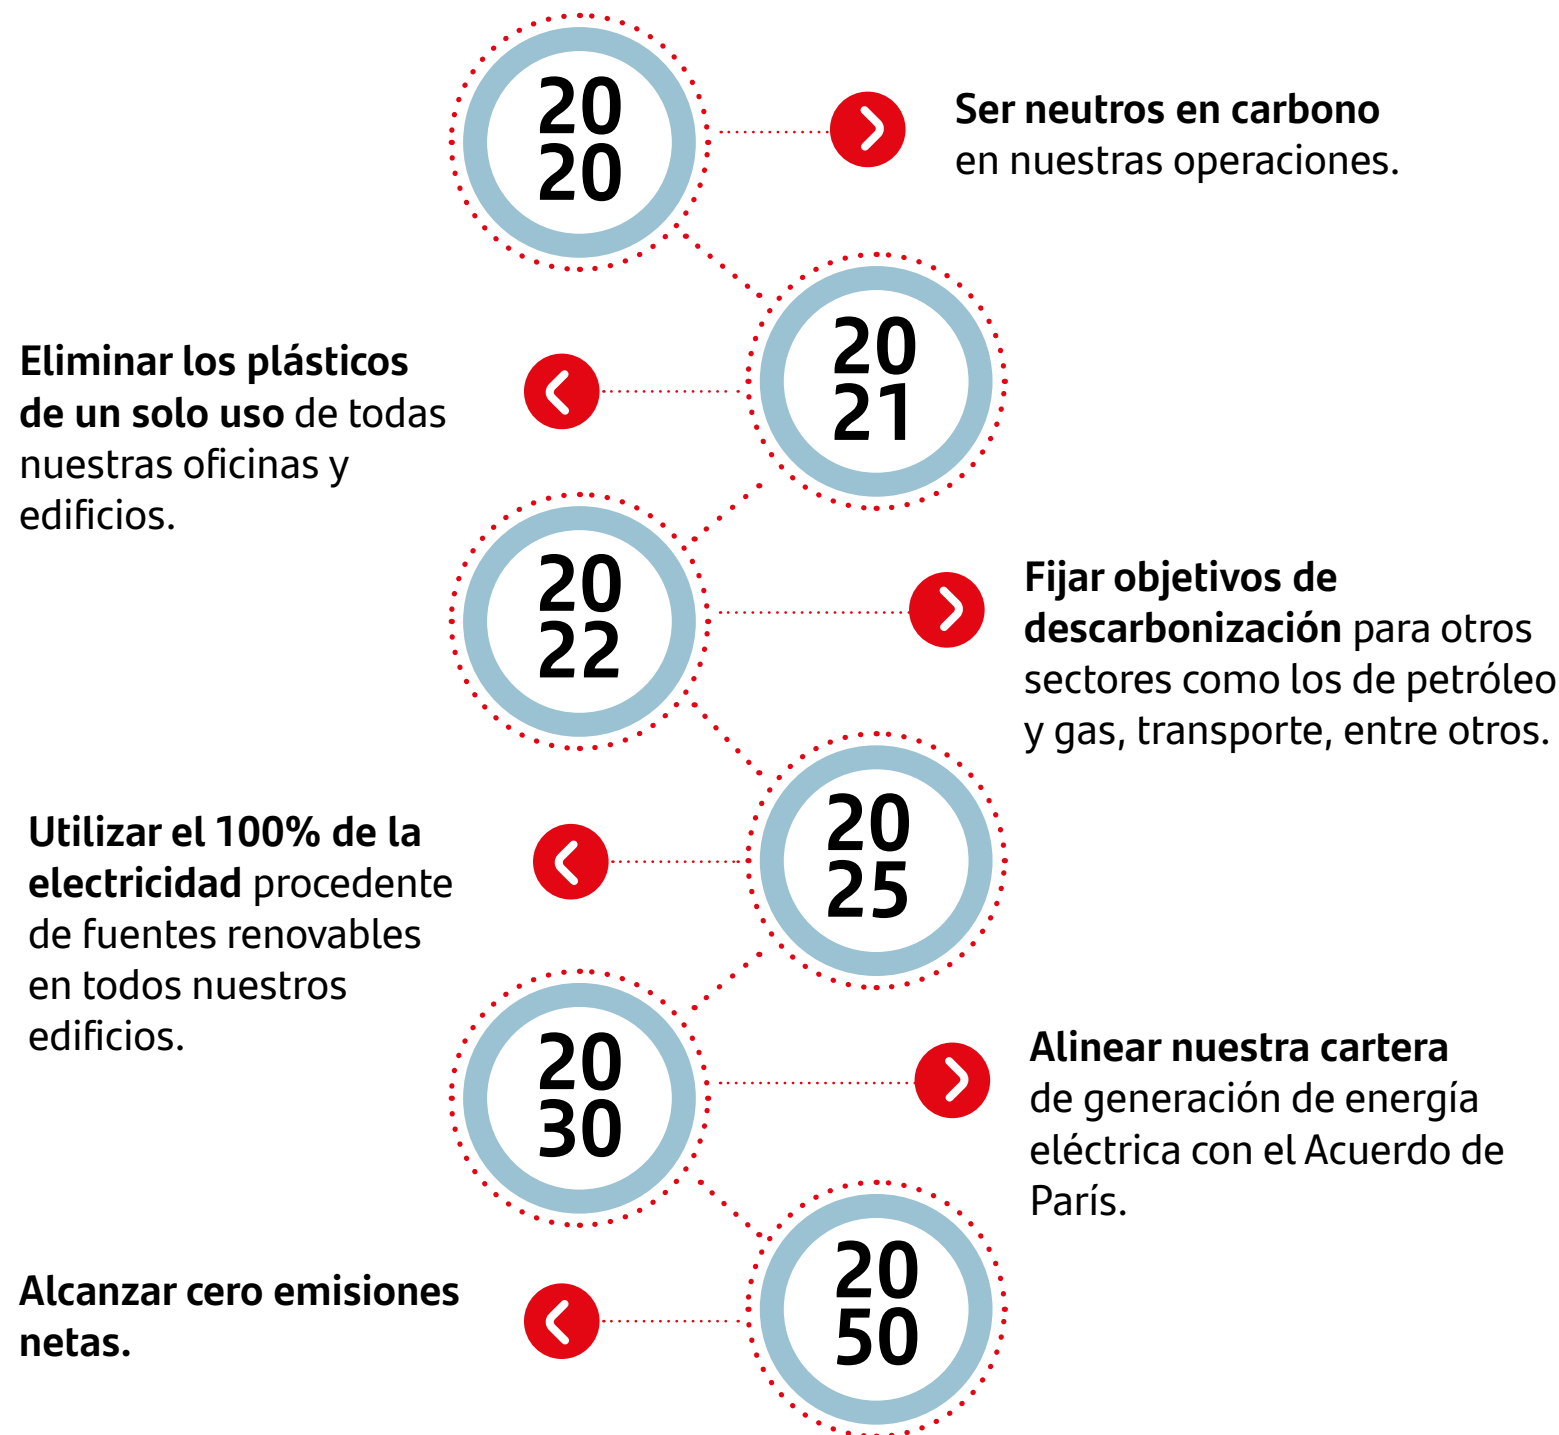 20
20
Ser neutros en carbono
en nuestras operaciones.
20
21
Eliminar los plásticos
de un solo uso de todas
nuestras oficinas y
edificios.
20
22
Fijar objetivos de
descarbonización para otros
sectores como los de petróleo
y gas, transporte, entre otros.
20
25
Utilizar el 100% de la
electricidad procedente
de fuentes renovables
en todos nuestros
edificios.
20
30
Alinear nuestra cartera
de generación de energía
eléctrica con el Acuerdo de
París.
20
50
Alcanzar cero emisiones
netas.